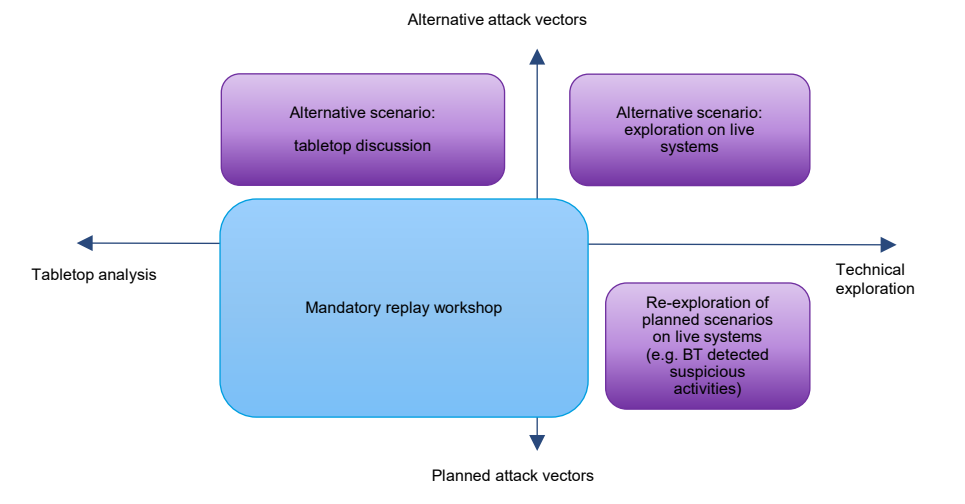 Alternative attack vectors
Alternative scenario:
tabletop discussion
Alternative scenario:
exploration on live
systems
Tabletop analysis
Mandatory replay workshop
Technical
exploration
Re-exploration of
planned scenarios
on live systems
(e.g. BT detected
suspicious
activities)
Planned attack vectors